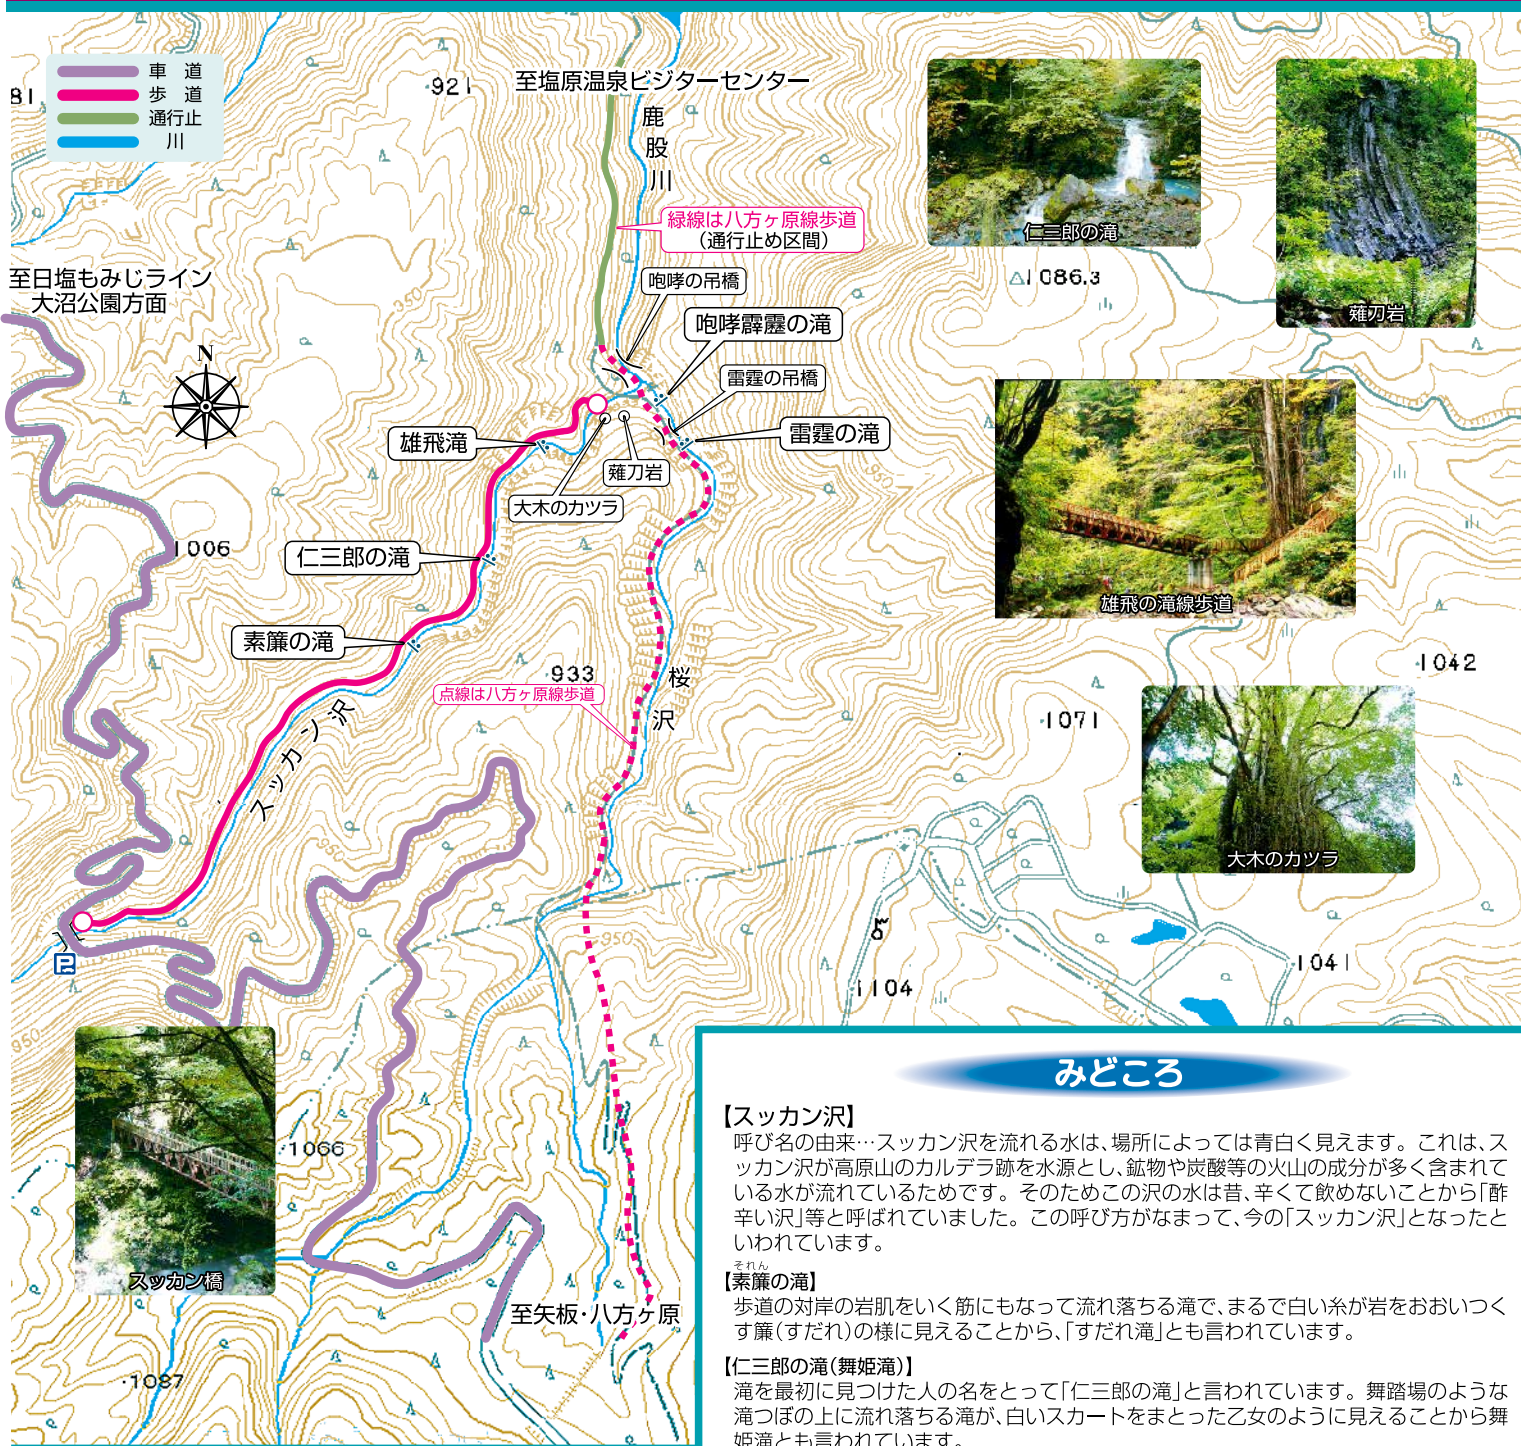 車 道
歩 道
通行止
川
81
921
至塩原温泉ビジターセンター
鹿股川
緑線は八方ヶ原線歩道
(通行止め区間)
仁三郎の滝
薙刀岩
1086.3
至日塩もみじライン
大沼公園方面
950
咆哮の吊橋
咆哮霹靂の滝
N
雷霆の吊橋
雷霆の滝
雄飛滝
薙刀岩
大木のカツラ
950
1006
仁三郎の滝
雄飛の滝線歩道
素簾の滝
933
桜沢
点線は八方ヶ原線歩道
1042
1071
スッカン沢
大木のカツラ
950
1041
P
1104
950
スッカン橋
1066
至矢板・八方ヶ原
1087
みどころ
【スッカン沢】
呼び名の由来…スッカン沢を流れる水は、場所によっては青白く見えます。これは、ス
ッカン沢が高原山のカルデラ跡を水源とし、鉱物や炭酸等の火山の成分が多く含まれて
いる水が流れているためです。そのためこの沢の水は昔、辛くて飲めないことから「酢
辛い沢」等と呼ばれていました。この呼び方がなまって、今の「スッカン沢」となったと
いわれています。
それん
【素簾の滝】
歩道の対岸の岩肌をいく筋にもなって流れ落ちる滝で、まるで白い糸が岩をおおいつく
す簾(すだれ)の様に見えることから、「すだれ滝」とも言われています。
【仁三郎の滝(舞姫滝)】
滝を最初に見つけた人の名をとって「仁三郎の滝」と言われています。舞踏場のような
滝つぼの上に流れ落ちる滝が、白いスカートをまとった乙女のように見えることから舞
姫滝とも言われています。